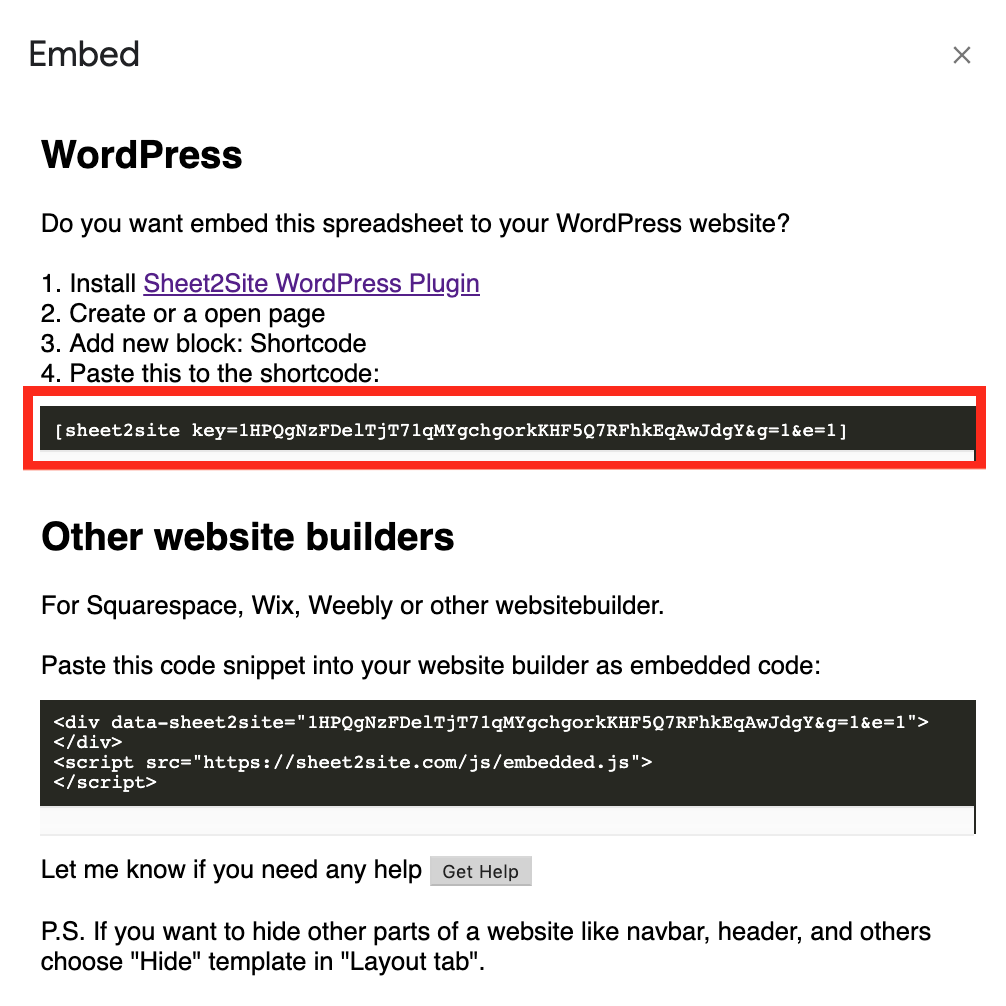 Embed
WordPress
Do you want embed this spreadsheet to your WordPress website?
1. Install Sheet2Site WordPress Plugin
2. Create or a open page
3. Add new block: Shortcode
4. Paste this to the shortcode:
[sheet2site key=1HPQgNzFDelTjT71qMYgchgorkKHF5Q7RFhkEqAwJdgY&g=1&e=1]
Other website builders
For Squarespace, Wix, Weebly or other websitebuilder.
Paste this code snippet into your website builder as embedded code:
<div data-sheet2site="1HPQgNzFDelTjT71qMYgchgorkKHF5Q7RFhkEqAwJdgY&g=1&e=1">
</div>
<script src="https://sheet2site.com/js/embedded.js">
</script>
Let me know if you need any help Get Help
P.S. If you want to hide other parts of a website like navbar, header, and others
choose "Hide" template in "Layout tab".